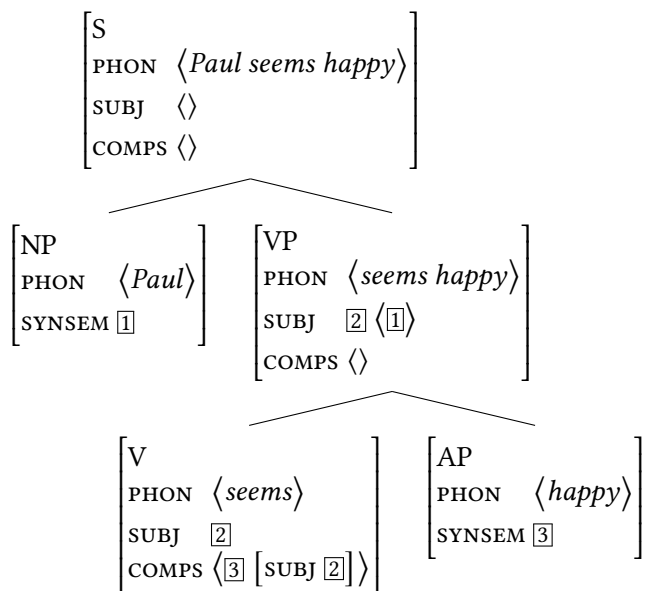 S
PHON ⟨Paul seems happy⟩
SUBJ ⟨⟩
COMPS ⟨⟩
NP
PHON ⟨Paul⟩
SYNSEM 1
VP
PHON ⟨seems happy⟩
SUBJ 2 ⟨1⟩
COMPS ⟨⟩
V
PHON ⟨seems⟩
SUBJ 2
COMPS ⟨3 [SUBJ 2]⟩
AP
PHON ⟨happy⟩
SYNSEM 3